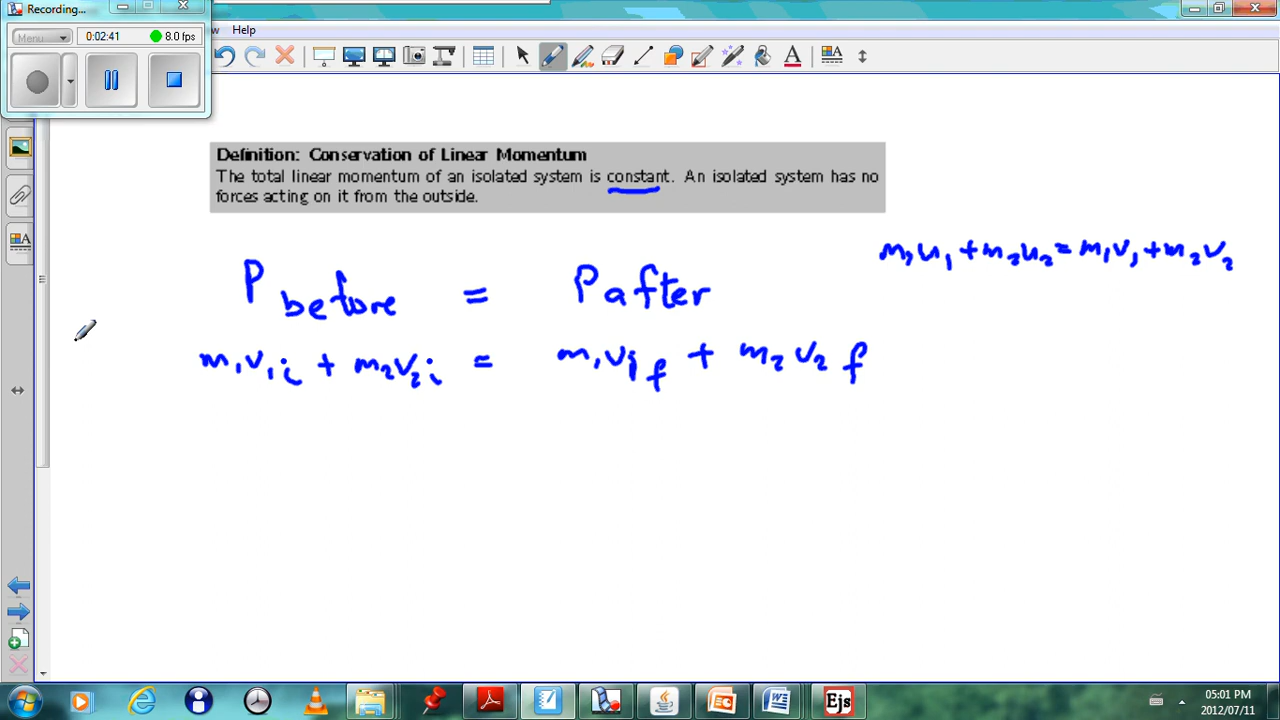 Recording...
Menu
0:02:41
8.0 fps
Help
Definition: Conservation of Linear Momentum
The total linear momentum of an isolated system is constant. An isolated system has no
forces acting on it from the outside.
m₁u₁ + m₂u₂ = m₁v₁ + m₂v₂
P before = P after
m₁v₁i + m₂v₂i = m₁v₁f + m₂v₂f
Ejs
05:01 PM
2012/07/11